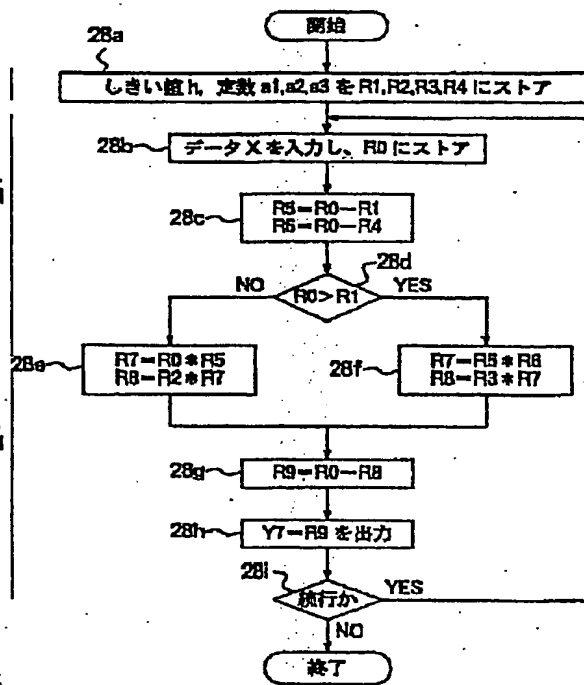 開始
28a
しきい値 h, 定数 a1,a2,a3 を R1,R2,R3,R4 にストア
28b
データ X を入力し、R0 にストア
28c
R5=R0-R1
R6=R0-R4
28d
NO
R0>R1
YES
28e
R7=R0*R5
R8=R2*R7
28f
R7=R5*R6
R8=R3*R7
28g
R9=R0-R8
28h
Y7=R9 を出力
28i
続行か
YES
NO
終了